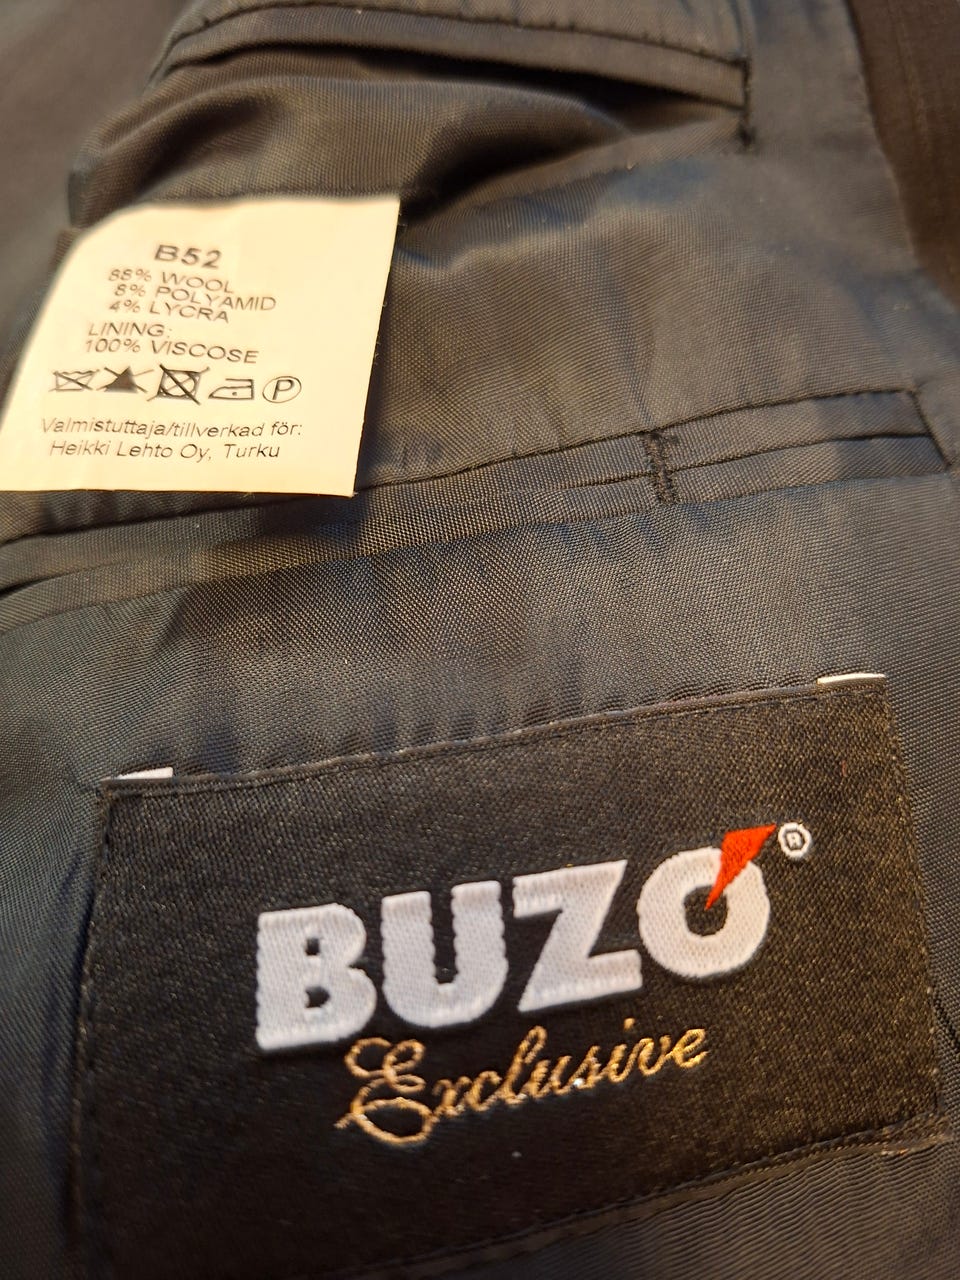 B52
88% WOOL
8% POLYAMID
4% LYCRA
LINING:
100% VISCOSE
P
Valmistuttaja/tillverkad för:
Heikki Lehto Oy, Turku
BUZO ®
Exclusive